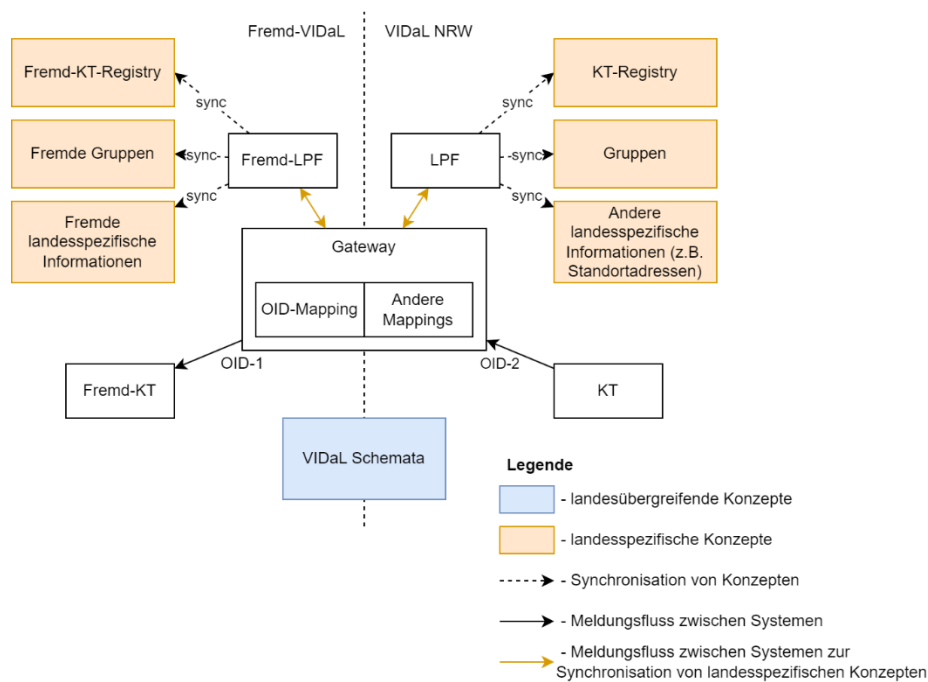 Fremd-VIDaL
VIDaL NRW
Fremd-KT-Registry
KT-Registry
sync
sync
Fremde Gruppen
sync
Fremd-LPF
LPF
sync
Gruppen
sync
sync
Fremde
landesspezifische
Informationen
Andere
landesspezifische
Informationen (z.B.
Standortadressen)
Gateway
OID-Mapping
Andere
Mappings
OID-1
OID-2
Fremd-KT
KT
VIDaL Schemata
Legende
- landesübergreifende Konzepte
- landesspezifische Konzepte
- Synchronisation von Konzepten
- Meldungsfluss zwischen Systemen
- Meldungsfluss zwischen Systemen zur
Synchronisation von landesspezifischen Konzepten